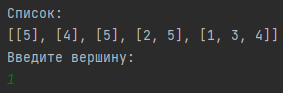 Список:
[[5], [4], [5], [2, 5], [1, 3, 4]]
Введите вершину:
1